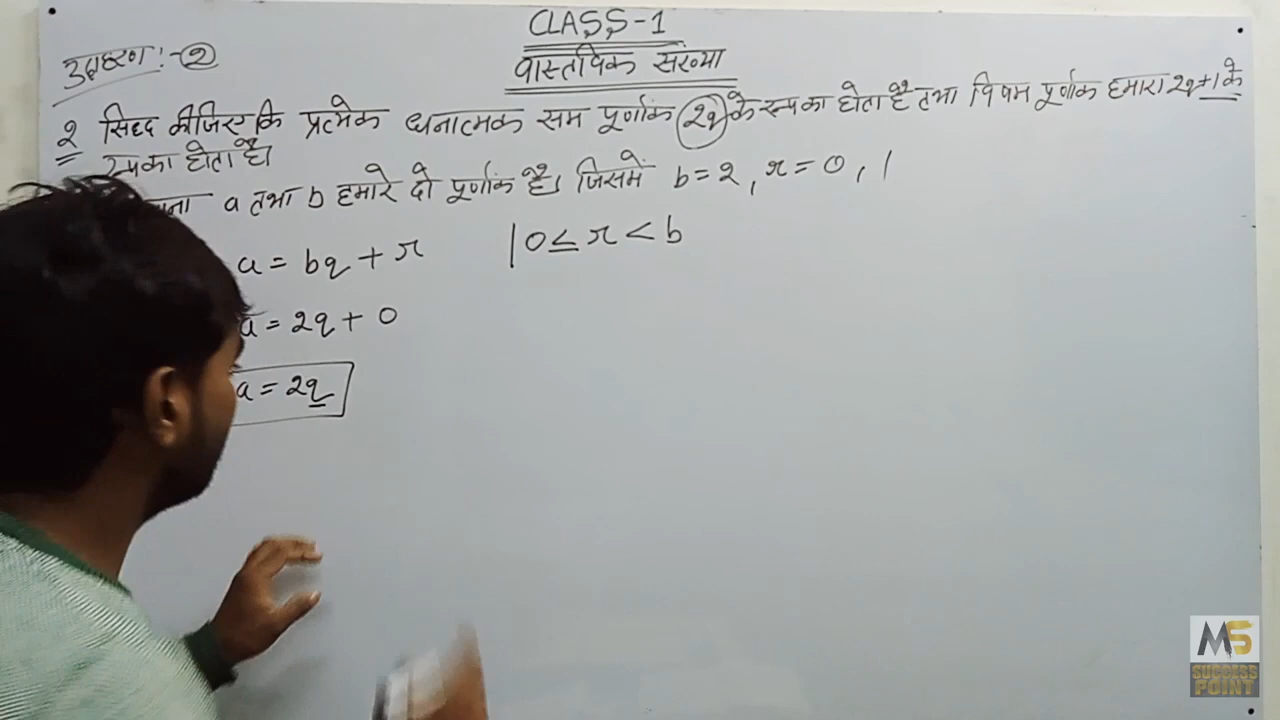 CLASS-1
वास्तविक संख्या
उदाहरण:-2
2 सिध्द कीजिए कि प्रत्येक धनात्मक सम पूर्णांक 2q के रूप का होता है तथा विषम पूर्णांक हमारा 2q+1 के
रूप का होता है।
a तथा b हमारे दो पूर्णांक है। जिसमें b = 2, r = 0, 1
a = bq + r | 0 ≤ r < b
a = 2q + 0
a = 2q
MS
SUCCESS
POINT